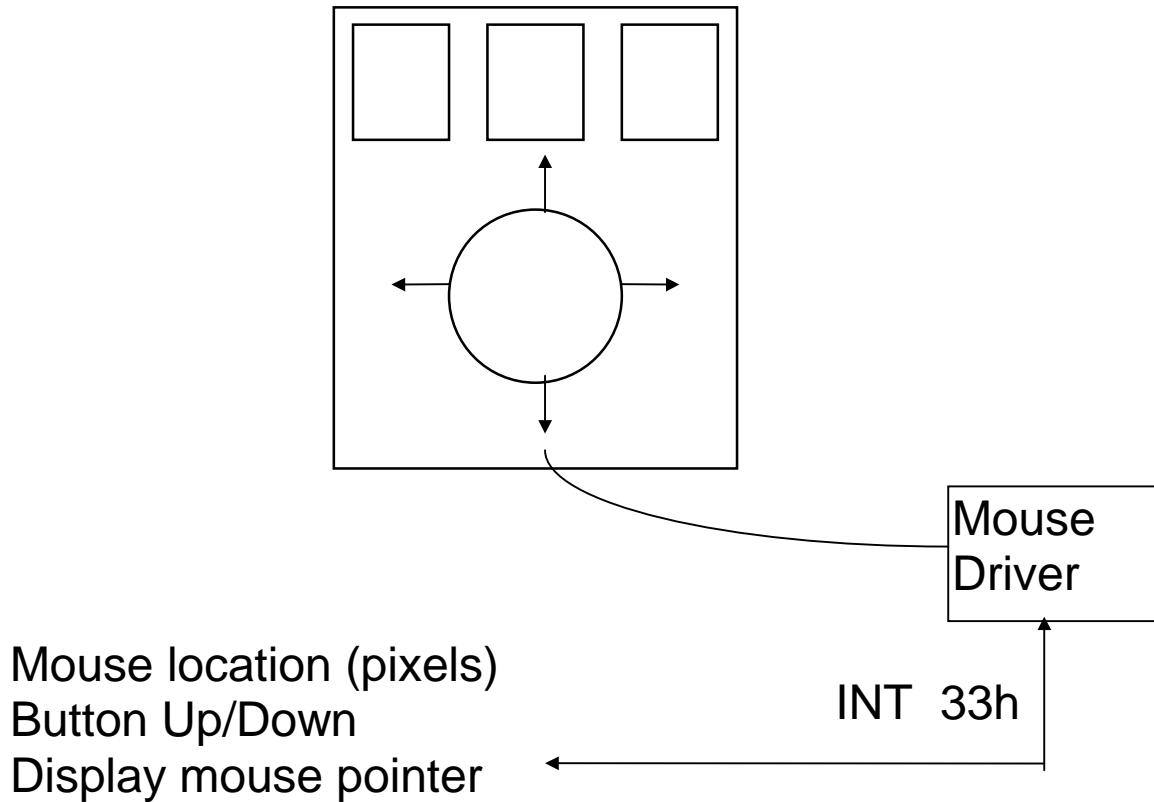 Mouse
Driver
Mouse location (pixels)
INT 33h
Button Up/Down
Display mouse pointer